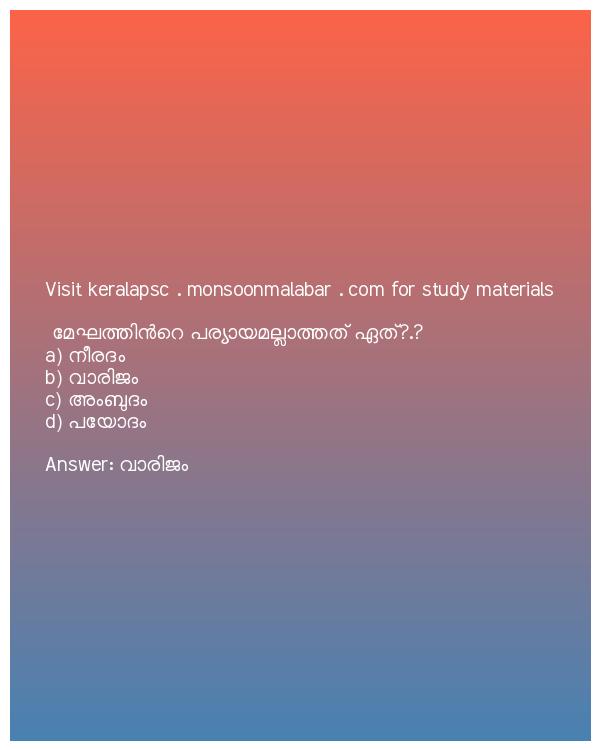 Visit keralapsc . monsoonmalabar . com for study materials
മേഘത്തിൻറെ പര്യായമല്ലാത്തത് ഏത്?.?
a) നീരദം
b) വാരിജം
c) അംബുദം
d) പയോദം
Answer: വാരിജം